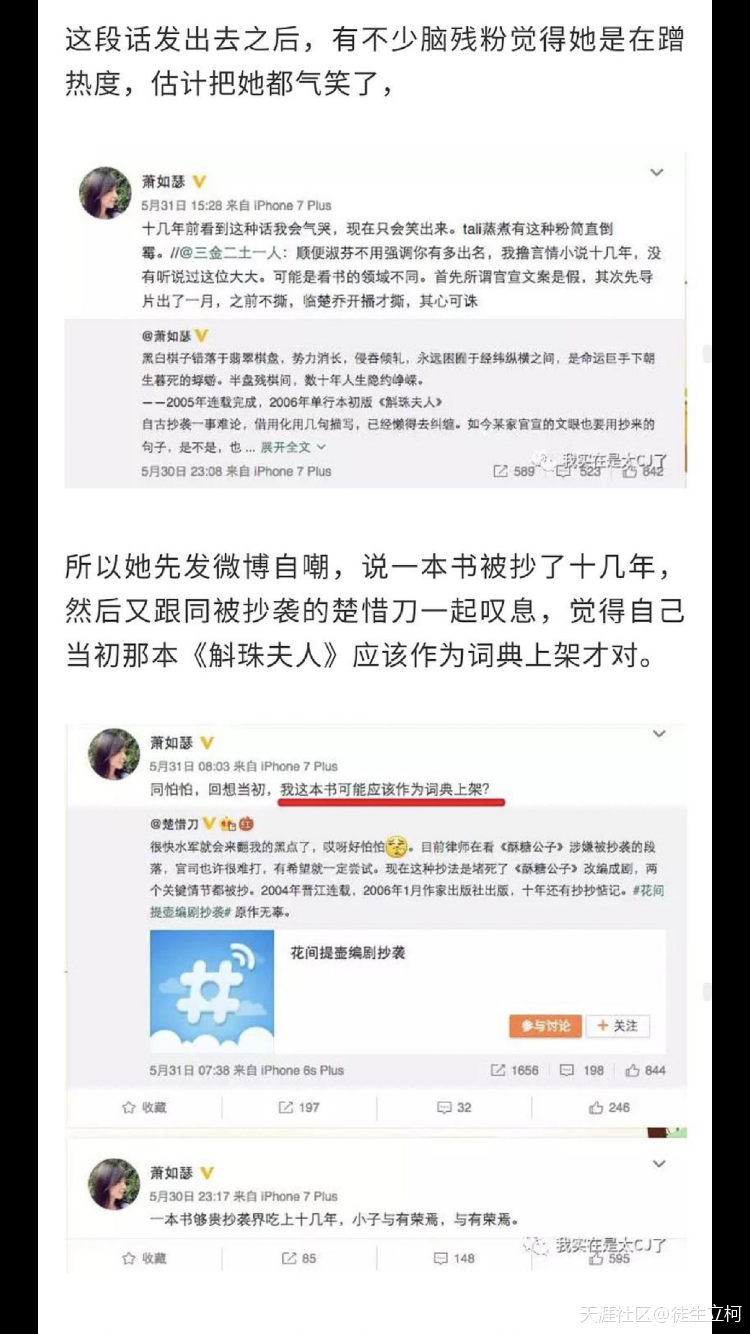 这段话发出去之后，有不少脑残粉觉得她是在蹭
热度，估计把她都气笑了，
萧如瑟
5月31日 15:28 来自 iPhone 7 Plus
十几年前看到这种话我会气哭，现在只会笑出来。tali蒸煮有这种粉简直倒
霉。//@三金二土一人：顺便淑芬不用强调你有多出名，我撸言情小说十几年，没
有听说过这位大大。可能是看书的领域不同。首先所谓官宣文案是假，其次先导
片出了一月，之前不撕，临楚乔开播才撕，其心可诛
@萧如瑟
黑白棋子错落于翡翠棋盘，势力消长，侵吞倾轧，永远困囿于经纬纵横之间，是命运巨手下朝
生暮死的蜉蝣。半盘残棋间，数十年人生隐约峥嵘。
——2005年连载完成，2006年单行本初版《斛珠夫人》
自古抄袭一事难论，借用化用几句描写，已经懒得去纠缠。如今某家官宣的文眼也要用抄来的
句子，是不是，也 ... 展开全文
5月30日 23:08 来自 iPhone 7 Plus
589
523
842
我实在是太CJ了
所以她先发微博自嘲，说一本书被抄了十几年，
然后又跟同被抄袭的楚惜刀一起叹息，觉得自己
当初那本《斛珠夫人》应该作为词典上架才对。
萧如瑟
5月31日 08:03 来自 iPhone 7 Plus
同怕怕，回想当初，我这本书可能应该作为词典上架？
@楚惜刀
很快水军就会来翻我的黑点了，哎呀好怕怕。目前律师在看《酥糖公子》涉嫌被抄袭的段
落，官司也许很难打，有希望就一定尝试。现在这种抄法是堵死了《酥糖公子》改编成剧，两
个关键情节都被抄。2004年晋江连载，2006年1月作家出版社出版，十年还有抄抄惦记。#花间
提壶编剧抄袭# 原作无辜。
花间提壶编剧抄袭
参与讨论
+ 关注
5月31日 07:38 来自 iPhone 6s Plus
1656
198
844
收藏
197
32
246
萧如瑟
5月30日 23:17 来自 iPhone 7 Plus
一本书够贵抄袭界吃上十几年，小子与有荣焉，与有荣焉。
我实在是太CJ了
收藏
85
148
595
天涯社区@徒生立柯